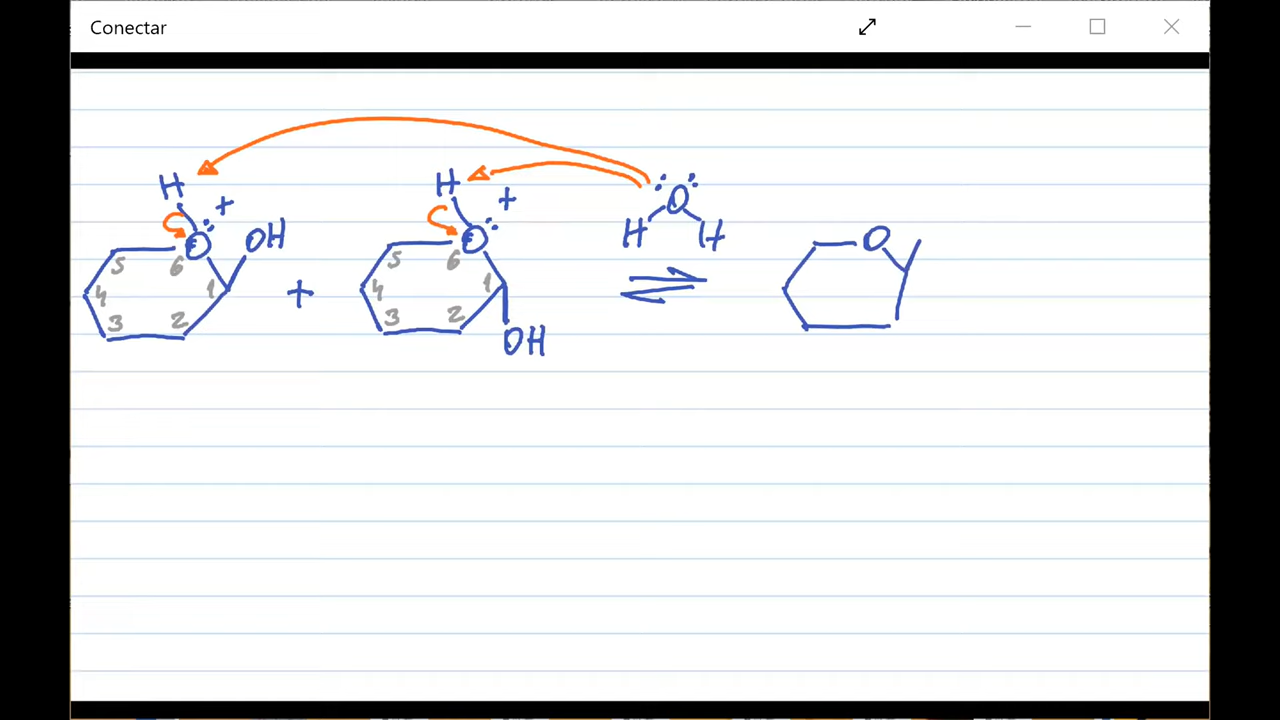 Conectar
H + H + :O:
O: OH O: H H O
5 6 5 6
4 1 + 4 1 ⇌
3 2 3 2
OH